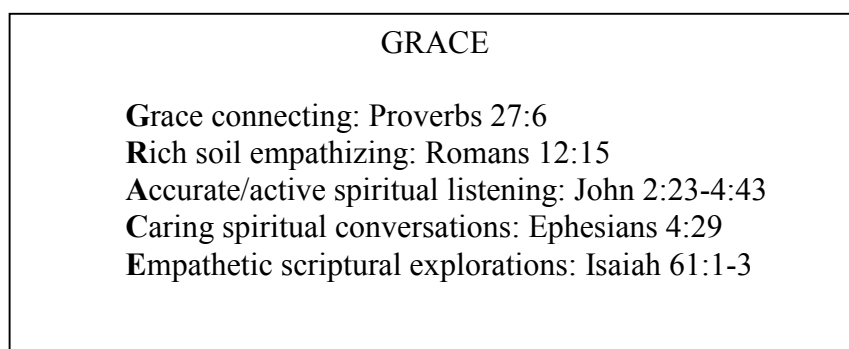 GRACE
Grace connecting: Proverbs 27:6
Rich soil empathizing: Romans 12:15
Accurate/active spiritual listening: John 2:23-4:43
Caring spiritual conversations: Ephesians 4:29
Empathetic scriptural explorations: Isaiah 61:1-3